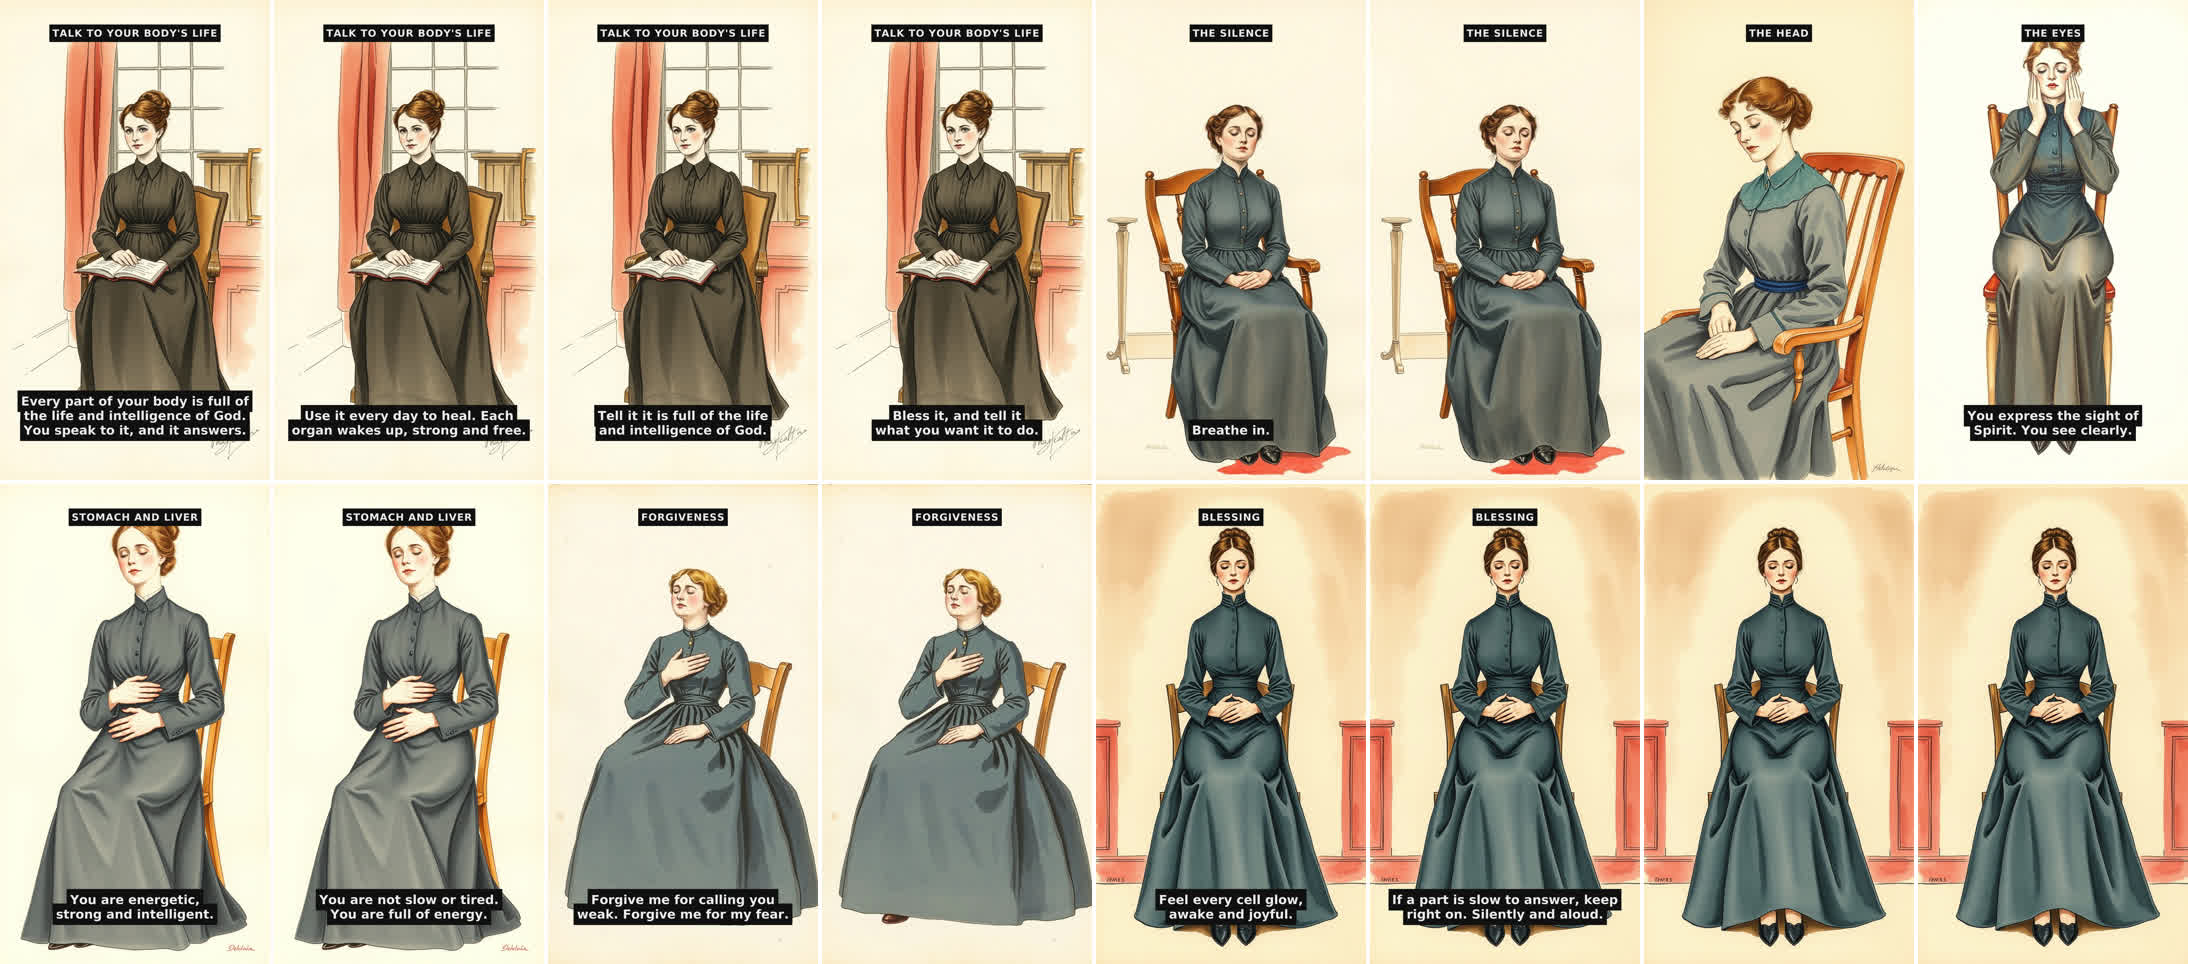 TALK TO YOUR BODY'S LIFE
Every part of your body is full of
the life and intelligence of God.
You speak to it, and it answers.
TALK TO YOUR BODY'S LIFE
Use it every day to heal. Each
organ wakes up, strong and free.
TALK TO YOUR BODY'S LIFE
Tell it it is full of the life
and intelligence of God.
TALK TO YOUR BODY'S LIFE
Bless it, and tell it
what you want it to do.
THE SILENCE
Breathe in.
THE SILENCE
THE HEAD
THE EYES
You express the sight of
Spirit. You see clearly.
STOMACH AND LIVER
You are energetic,
strong and intelligent.
STOMACH AND LIVER
You are not slow or tired.
You are full of energy.
FORGIVENESS
Forgive me for calling you
weak. Forgive me for my fear.
FORGIVENESS
BLESSING
Feel every cell glow,
awake and joyful.
BLESSING
If a part is slow to answer, keep
right on. Silently and aloud.